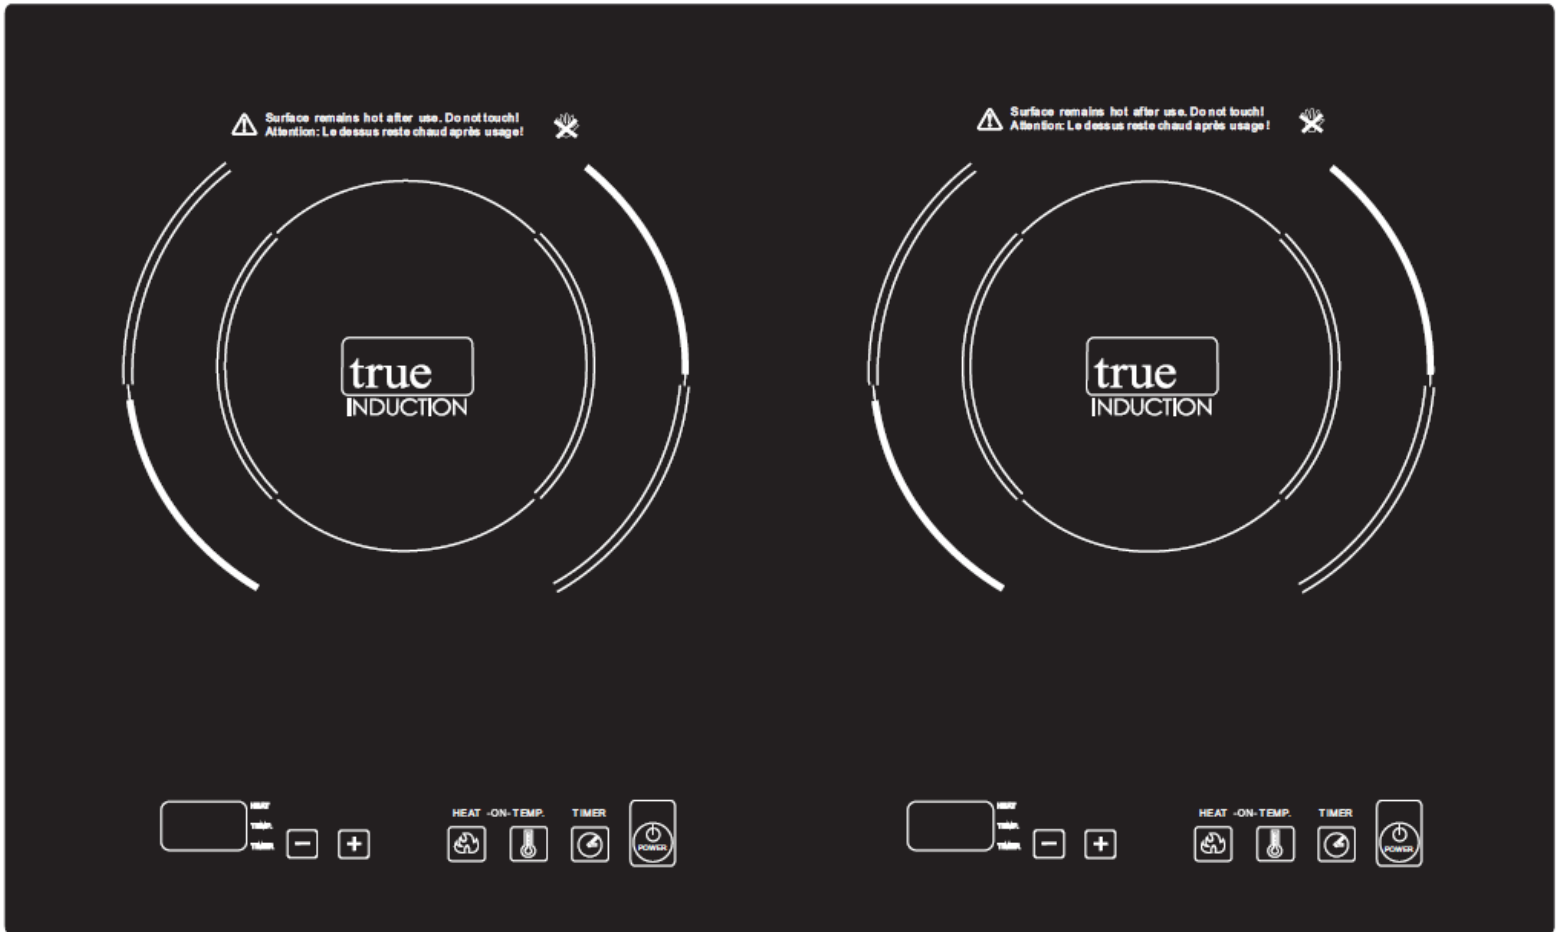 Surface remains hot after use. Do not touch!
Attention: Le dessus reste chaud après usage!
true
INDUCTION
HEAT
TEMP.
TIMER
HEAT -ON- TEMP.
TIMER
POWER
Surface remains hot after use. Do not touch!
Attention: Le dessus reste chaud après usage!
true
INDUCTION
HEAT
TEMP.
TIMER
HEAT -ON- TEMP.
TIMER
POWER